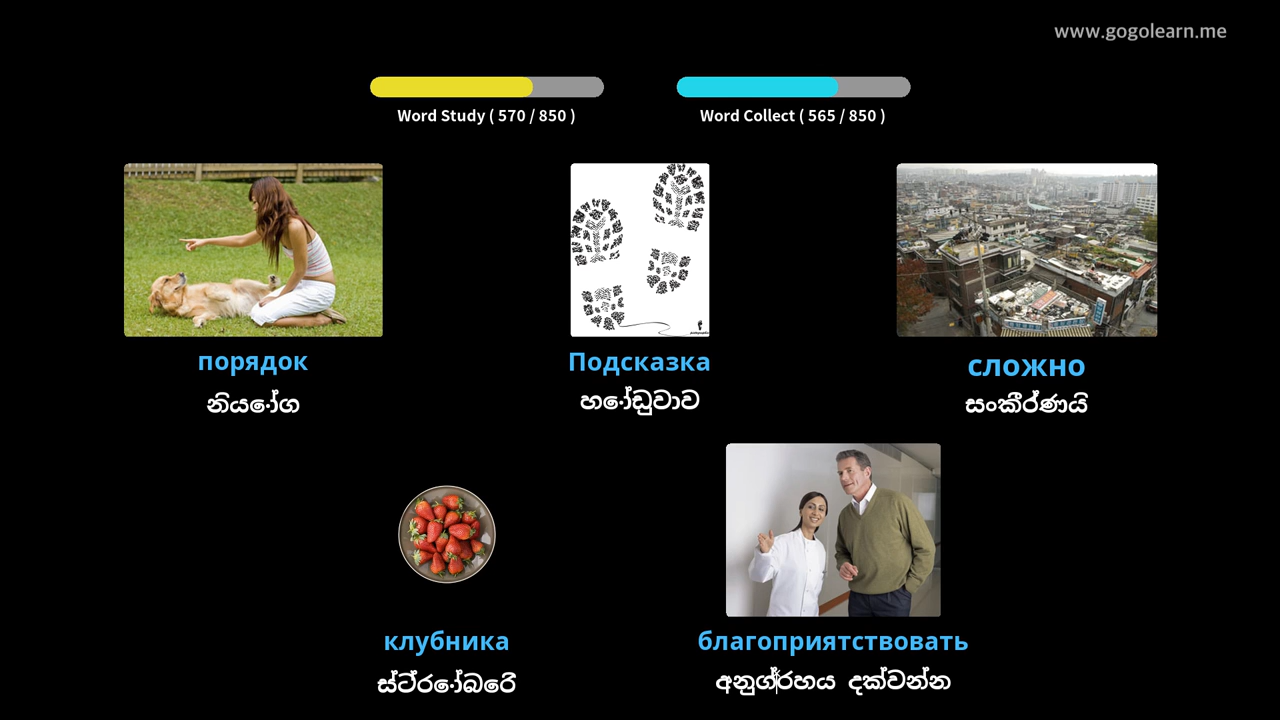 www.gogolearn.me
Word Study ( 570 / 850 )
Word Collect ( 565 / 850 )
порядок
නියෝග
Подсказка
හෝඩුවාව
сложно
සංකීර්ණයි
клубника
ස්ට්රෝබෙරි
благоприятствовать
අනුග්‍රහය දක්වන්න